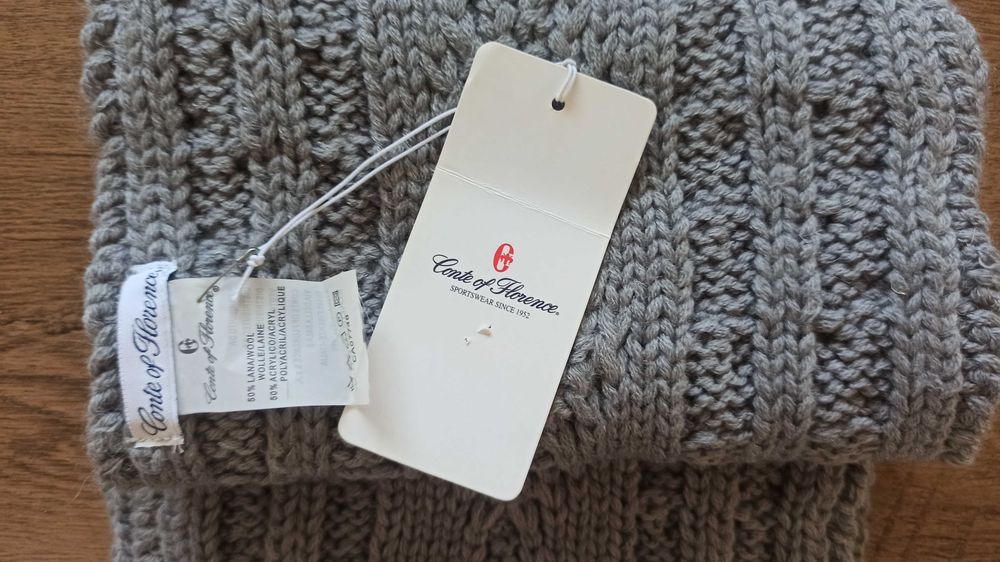 Conte of Florence®
SPORTSWEAR SINCE 1952
Conte of Florence
Conte of Florence
50% LANA/WOOL
WOLLE/LAINE
50% ACRYLICO/ACRYL
POLYACRIL/ACRYLIQUE